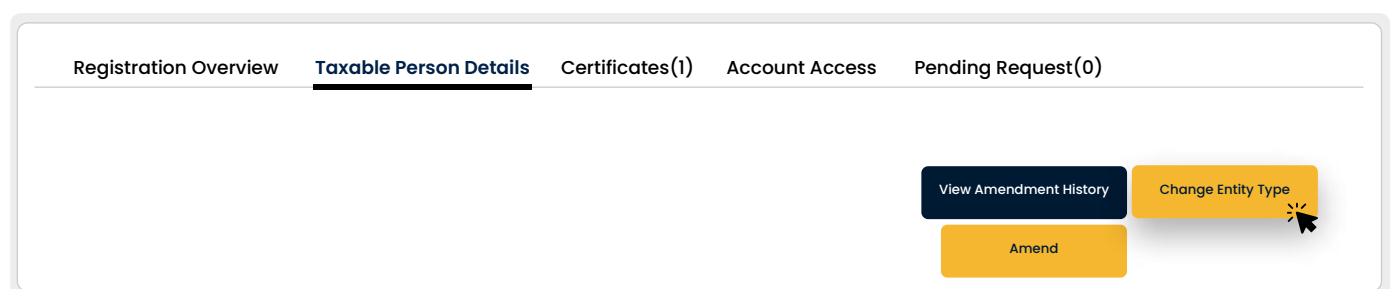 Registration Overview Taxable Person Details Certificates(1) Account Access Pending Request(0)
View Amendment History Change Entity Type
Amend